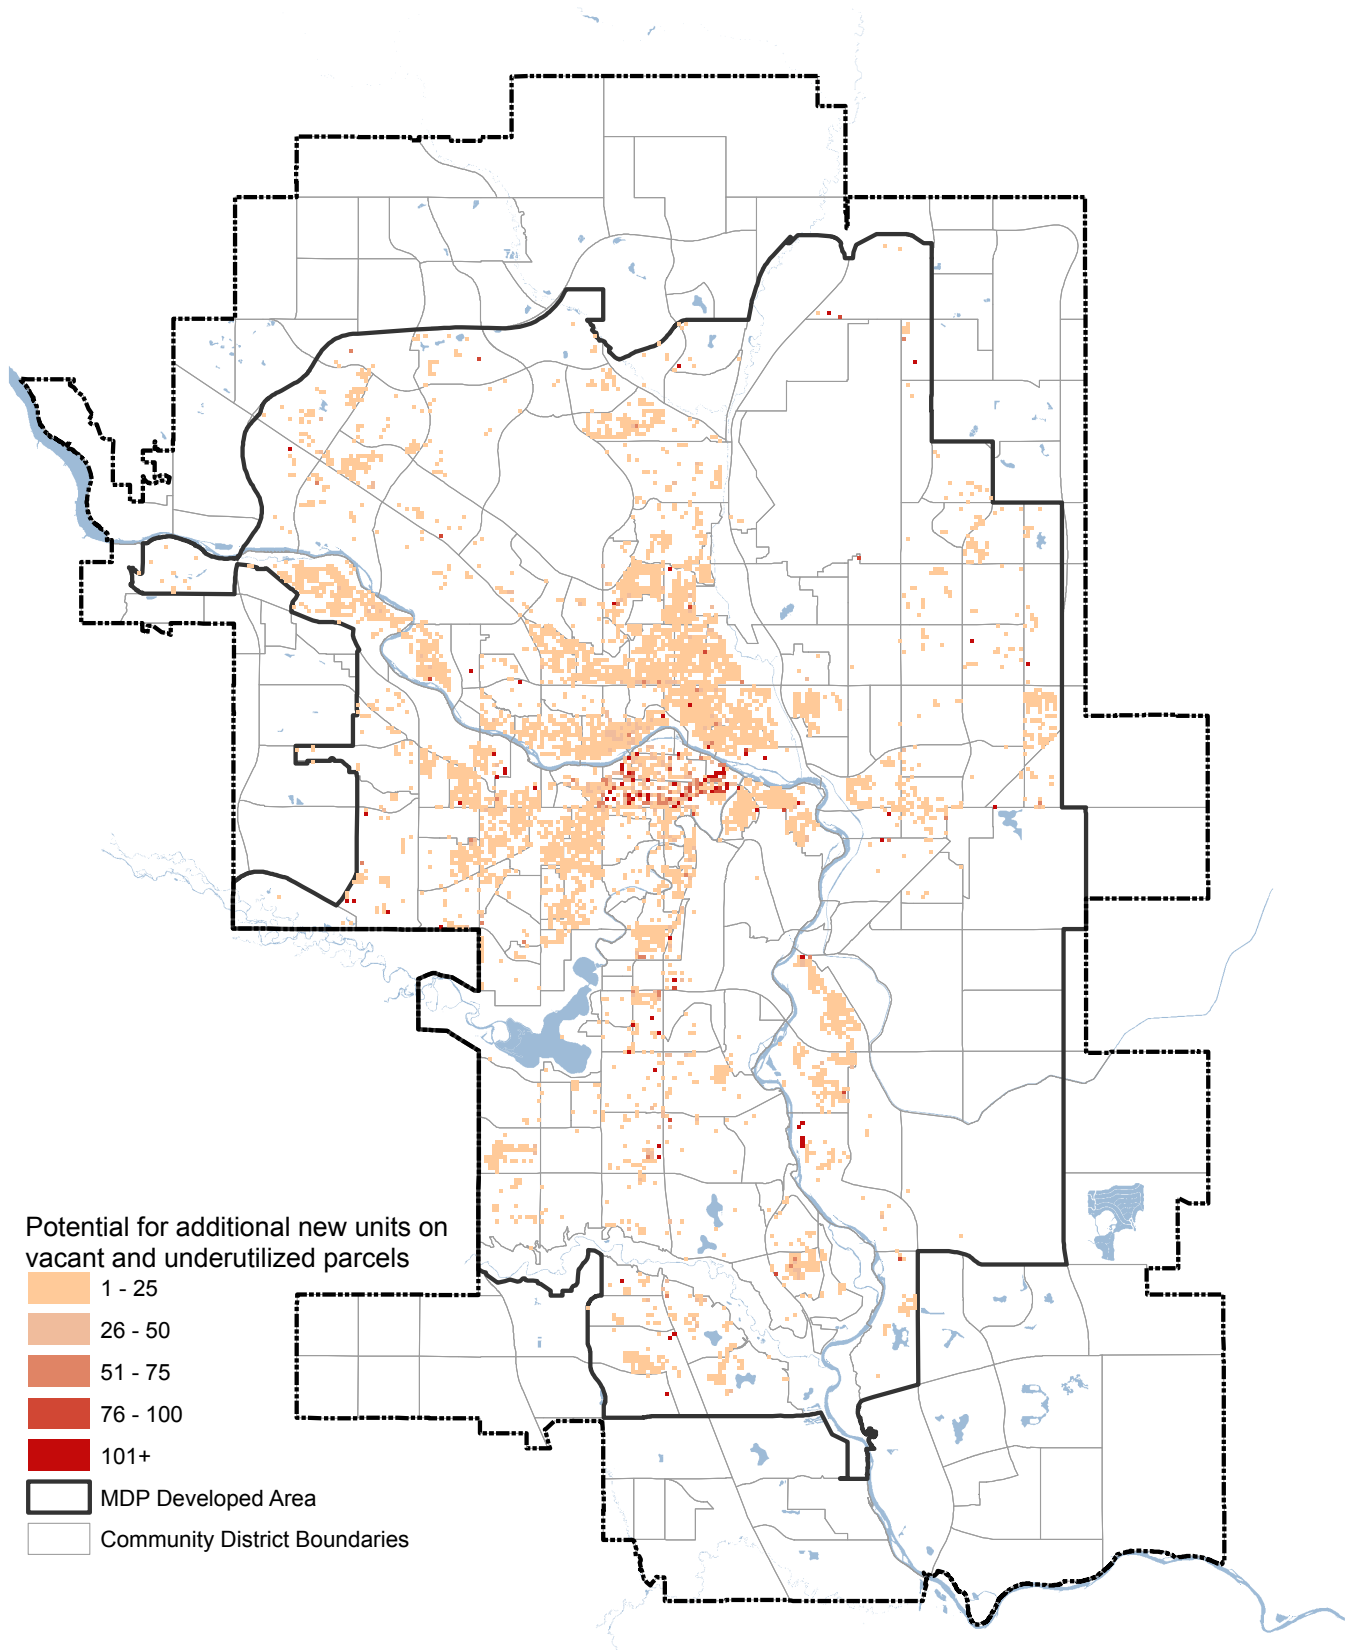 Potential for additional new units on
vacant and underutilized parcels
1 - 25
26 - 50
51 - 75
76 - 100
101+
MDP Developed Area
Community District Boundaries